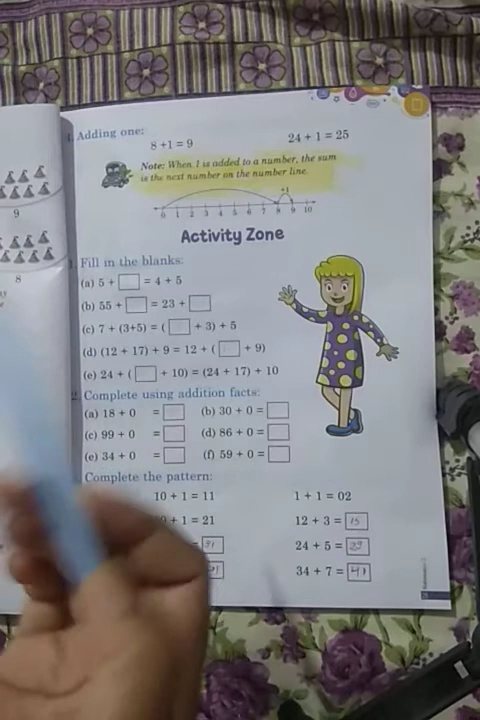 4. Adding one:
8 +1 = 9 24 + 1 = 25
Note: When 1 is added to a number, the sum
is the next number on the number line.
+1
0 1 2 3 4 5 6 7 8 9 10
Activity Zone
9
8
1. Fill in the blanks:
(a) 5 + = 4 + 5
(b) 55 + = 23 +
(c) 7 + (3+5) = ( + 3) + 5
(d) (12 + 17) + 9 = 12 + ( + 9)
(e) 24 + ( + 10) = (24 + 17) + 10
2. Complete using addition facts:
(a) 18 + 0 = (b) 30 + 0 =
(c) 99 + 0 = (d) 86 + 0 =
(e) 34 + 0 = (f) 59 + 0 =
Complete the pattern:
10 + 1 = 11 1 + 1 = 02
+ 1 = 21 12 + 3 = 15
= 31 24 + 5 = 29
34 + 7 = 41